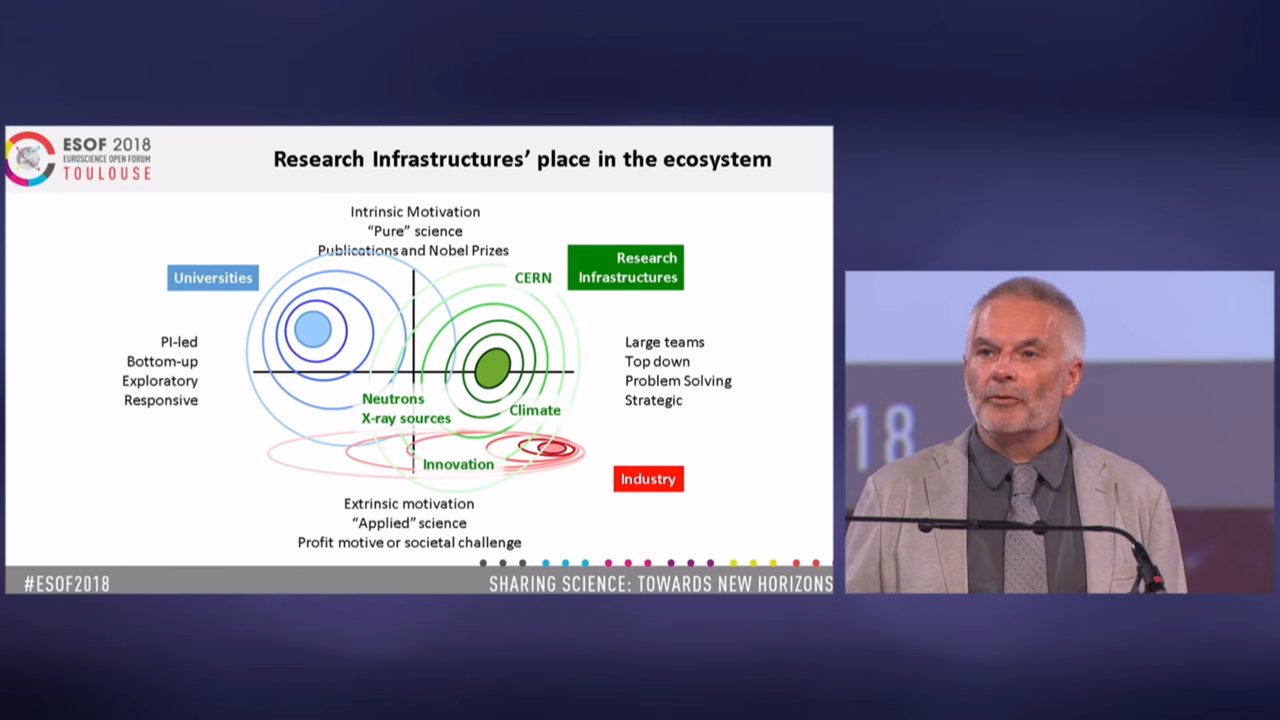 ESOF 2018
EUROSCIENCE OPEN FORUM
TOULOUSE
Research Infrastructures' place in the ecosystem
Intrinsic Motivation
"Pure" science
Publications and Nobel Prizes
Universities
CERN
Research
Infrastructures
PI-led
Bottom-up
Exploratory
Responsive
Large teams
Top down
Problem Solving
Strategic
Neutrons
X-ray sources
Climate
Innovation
Industry
Extrinsic motivation
"Applied" science
Profit motive or societal challenge
#ESOF2018
SHARING SCIENCE: TOWARDS NEW HORIZONS
18